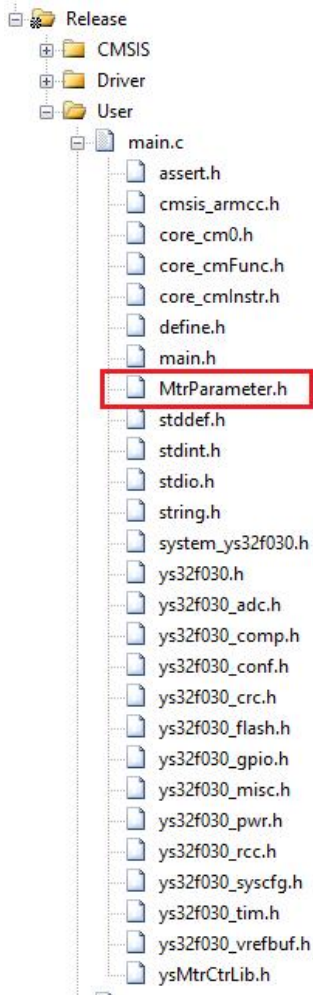 Release
CMSIS
Driver
User
main.c
assert.h
cmsis_armcc.h
core_cm0.h
core_cmFunc.h
core_cmInstr.h
define.h
main.h
MtrParameter.h
stddef.h
stdint.h
stdio.h
string.h
system_ys32f030.h
ys32f030.h
ys32f030_adc.h
ys32f030_comp.h
ys32f030_conf.h
ys32f030_crc.h
ys32f030_flash.h
ys32f030_gpio.h
ys32f030_misc.h
ys32f030_pwr.h
ys32f030_rcc.h
ys32f030_syscfg.h
ys32f030_tim.h
ys32f030_vrefbuf.h
ysMtrCtrLib.h